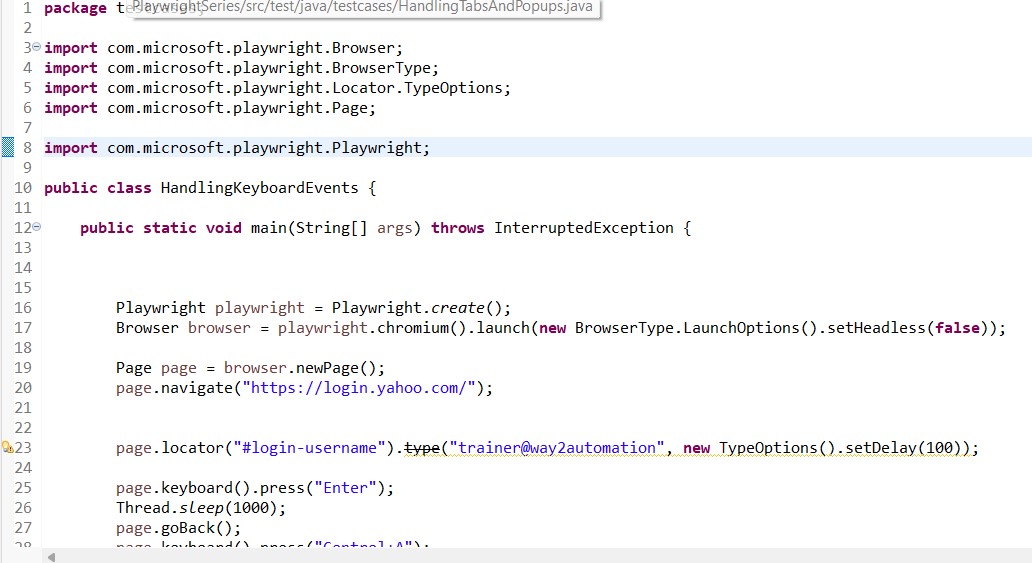 PlaywrightSeries/src/test/java/testcases/HandlingTabsAndPopups.java
1 package testcases;
2
3 import com.microsoft.playwright.Browser;
4 import com.microsoft.playwright.BrowserType;
5 import com.microsoft.playwright.Locator.TypeOptions;
6 import com.microsoft.playwright.Page;
7
8 import com.microsoft.playwright.Playwright;
9
10 public class HandlingKeyboardEvents {
11
12 public static void main(String[] args) throws InterruptedException {
13
14
15
16 Playwright playwright = Playwright.create();
17 Browser browser = playwright.chromium().launch(new BrowserType.LaunchOptions().setHeadless(false));
18
19 Page page = browser.newPage();
20 page.navigate("https://login.yahoo.com/");
21
22
23 page.locator("#login-username").type("trainer@way2automation", new TypeOptions().setDelay(100));
24
25 page.keyboard().press("Enter");
26 Thread.sleep(1000);
27 page.goBack();
28 page.keyboard().press("Control+A");